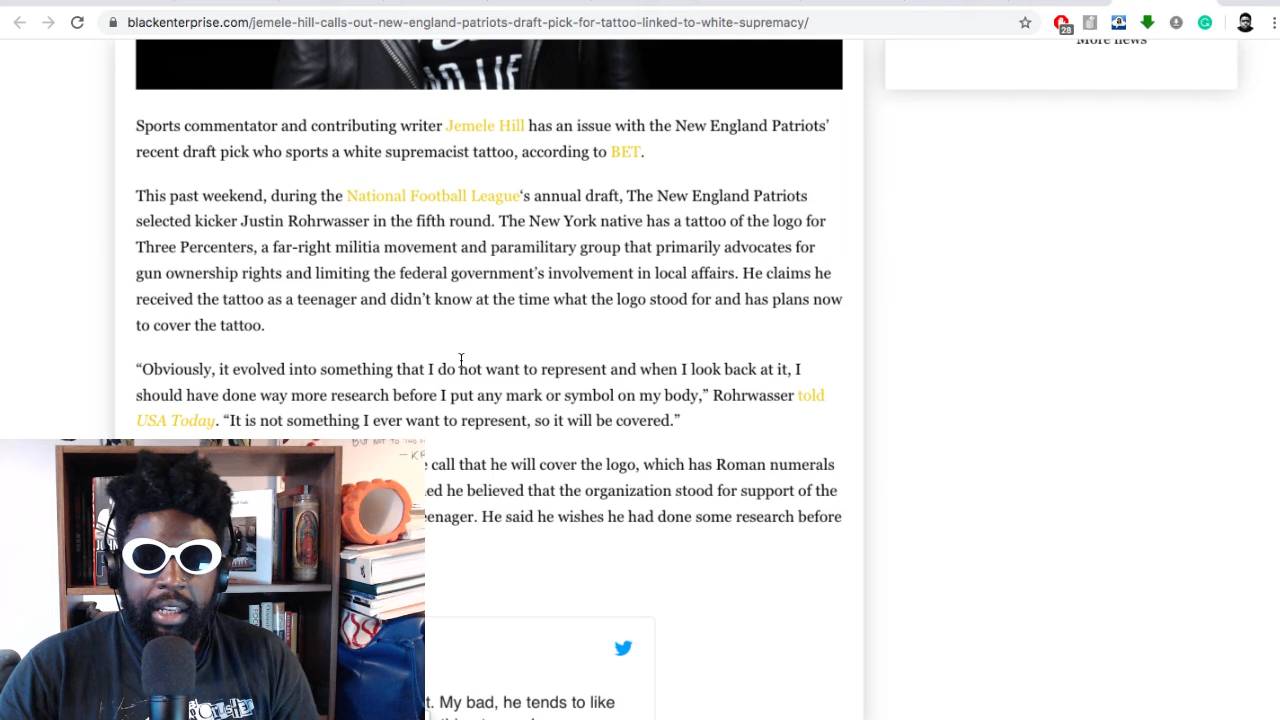 blackenterprise.com/jemele-hill-calls-out-new-england-patriots-draft-pick-for-tattoo-linked-to-white-supremacy/
28
More news
NO LIF
Sports commentator and contributing writer Jemele Hill has an issue with the New England Patriots’
recent draft pick who sports a white supremacist tattoo, according to BET.
This past weekend, during the National Football League‘s annual draft, The New England Patriots
selected kicker Justin Rohrwasser in the fifth round. The New York native has a tattoo of the logo for
Three Percenters, a far-right militia movement and paramilitary group that primarily advocates for
gun ownership rights and limiting the federal government’s involvement in local affairs. He claims he
received the tattoo as a teenager and didn’t know at the time what the logo stood for and has plans now
to cover the tattoo.
“Obviously, it evolved into something that I do not want to represent and when I look back at it, I
should have done way more research before I put any mark or symbol on my body,” Rohrwasser told
USA Today. “It is not something I ever want to represent, so it will be covered.”
call that he will cover the logo, which has Roman numerals
ed he believed that the organization stood for support of the
eenager. He said he wishes he had done some research before
t. My bad, he tends to like